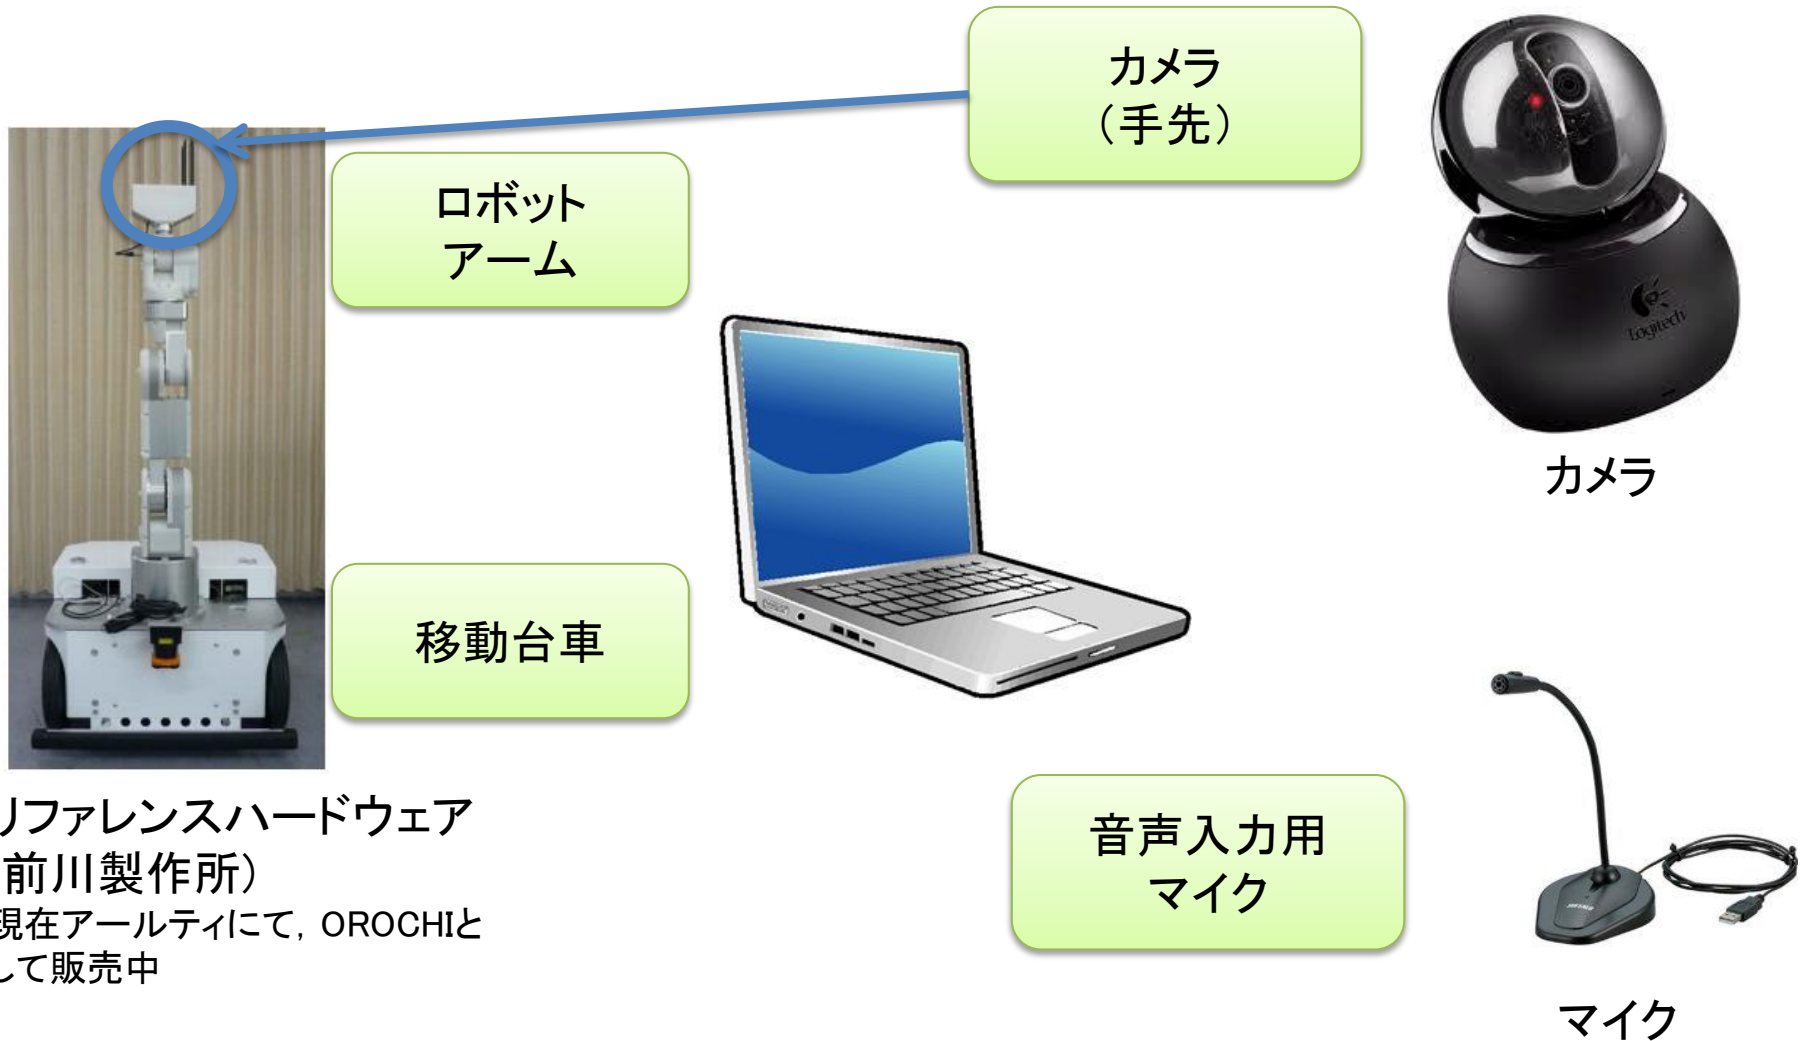 カメラ
（手先）
ロボット
アーム
Logitech
カメラ
移動台車
リファレンスハードウェア
前川製作所）
現在アールティにて，OROCHIと
して販売中
音声入力用
マイク
BUFFALO
マイク